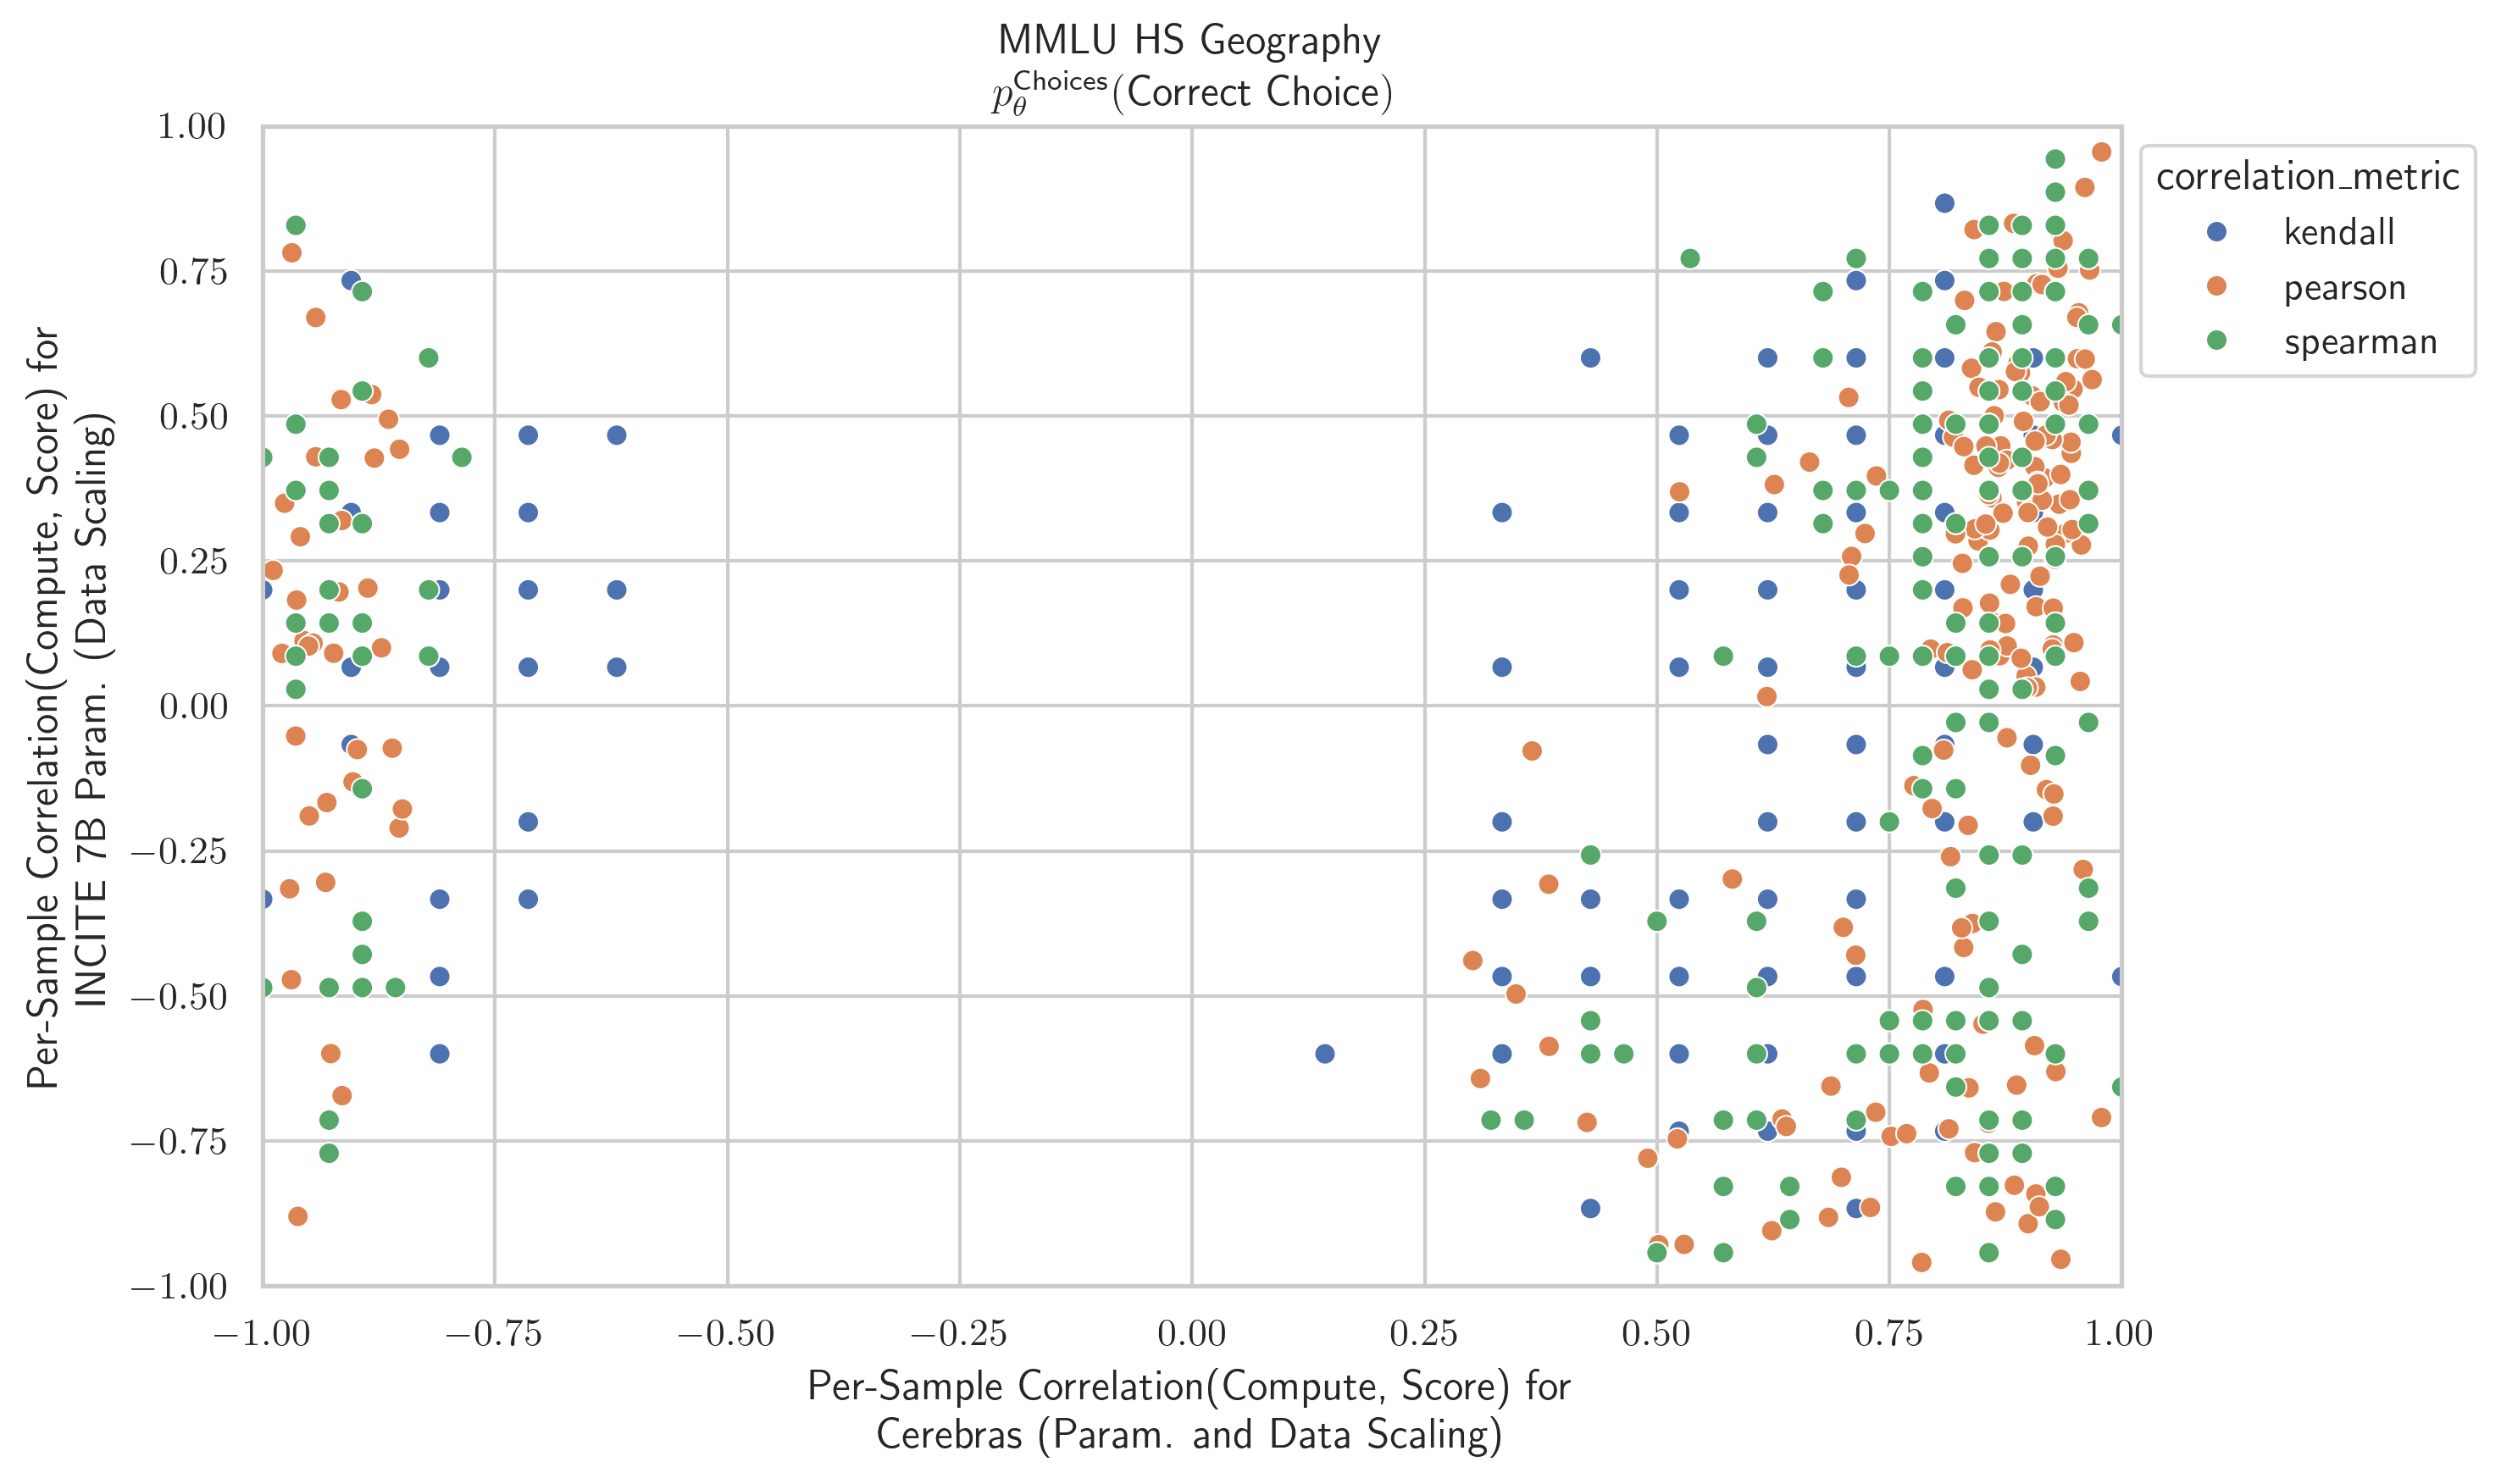 MMLU HS Geography
p_θ^Choices(Correct Choice)
1.00
0.75
0.50
0.25
0.00
−0.25
−0.50
−0.75
−1.00
Per-Sample Correlation(Compute, Score) for
INCITE 7B Param. (Data Scaling)
correlation_metric
kendall
pearson
spearman
−1.00 −0.75 −0.50 −0.25 0.00 0.25 0.50 0.75 1.00
Per-Sample Correlation(Compute, Score) for
Cerebras (Param. and Data Scaling)